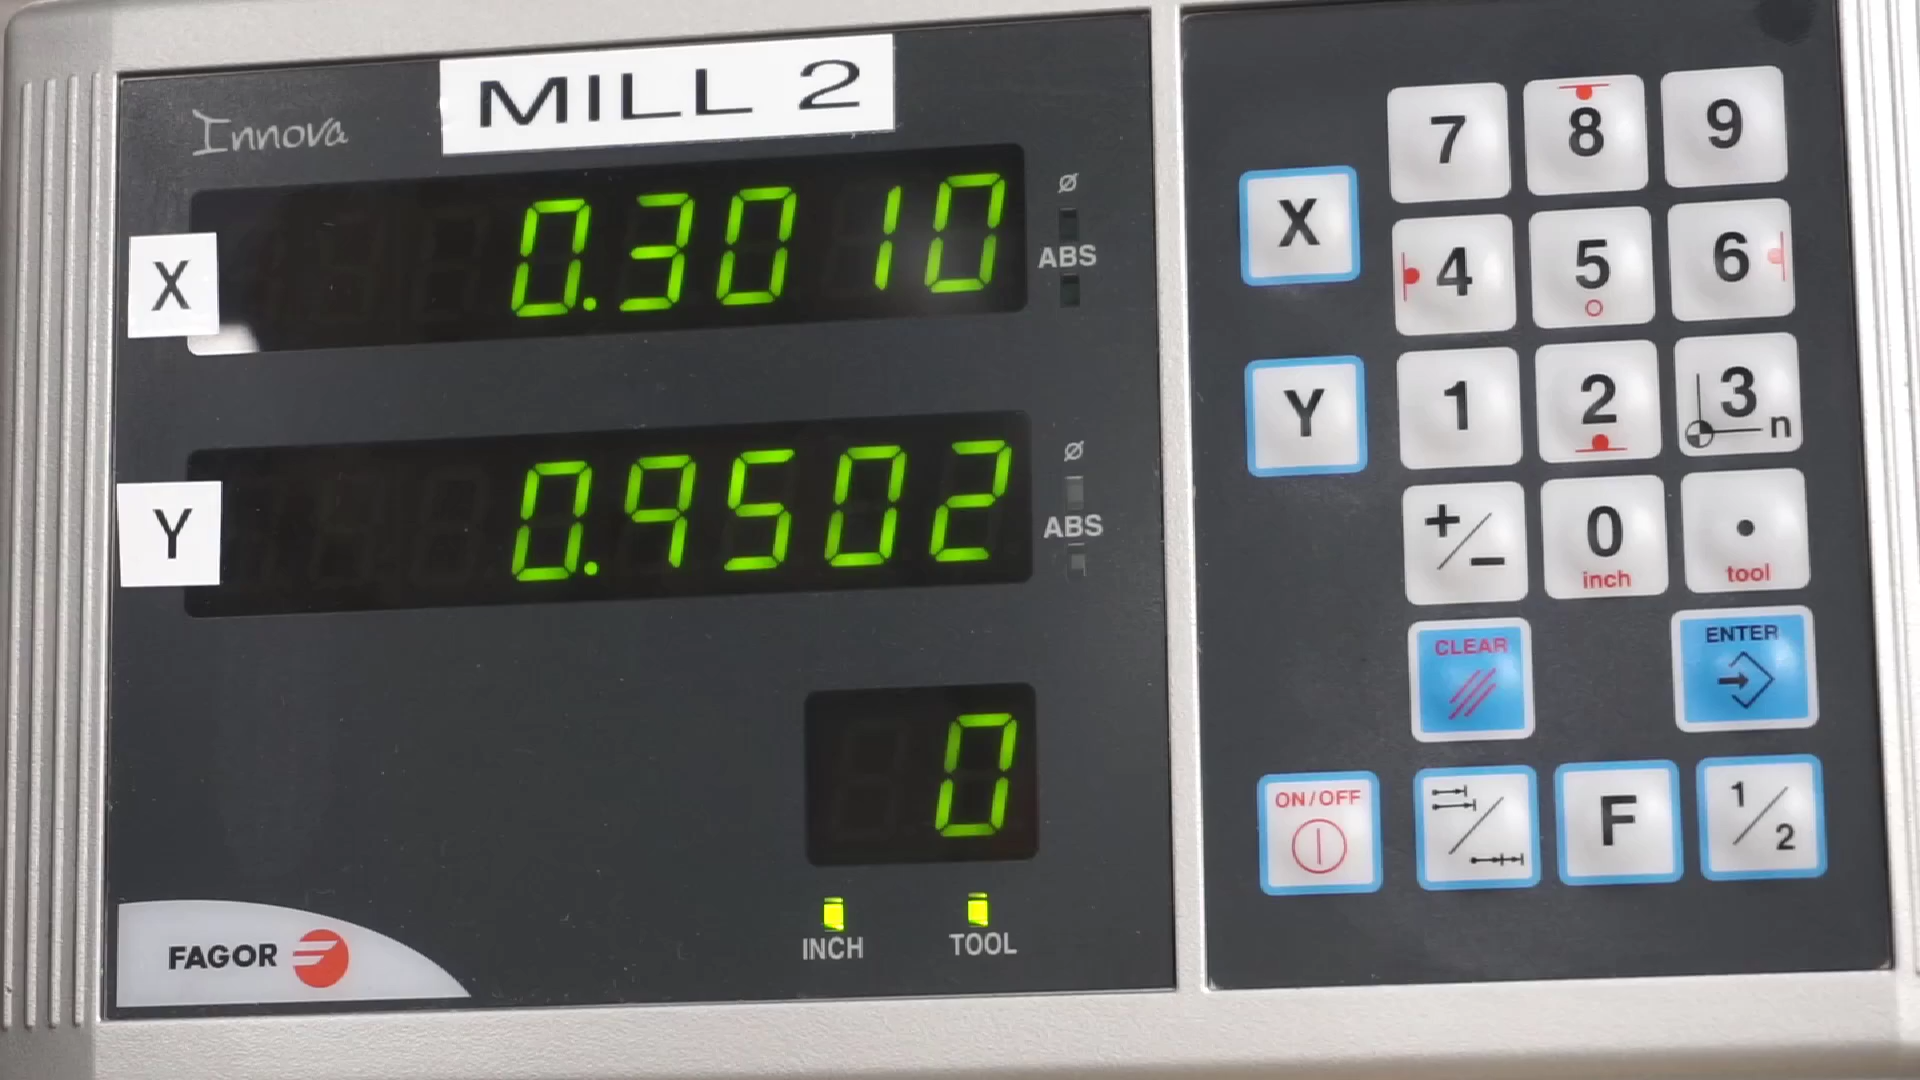 MILL 2
Innova
X
0.3010
Ø
ABS
Y
0.9502
Ø
ABS
0
INCH
TOOL
FAGOR
7
8
9
X
4
5
6
Y
1
2
3 n
+/-
0
inch
•
tool
CLEAR
ENTER
ON/OFF
F
1/2